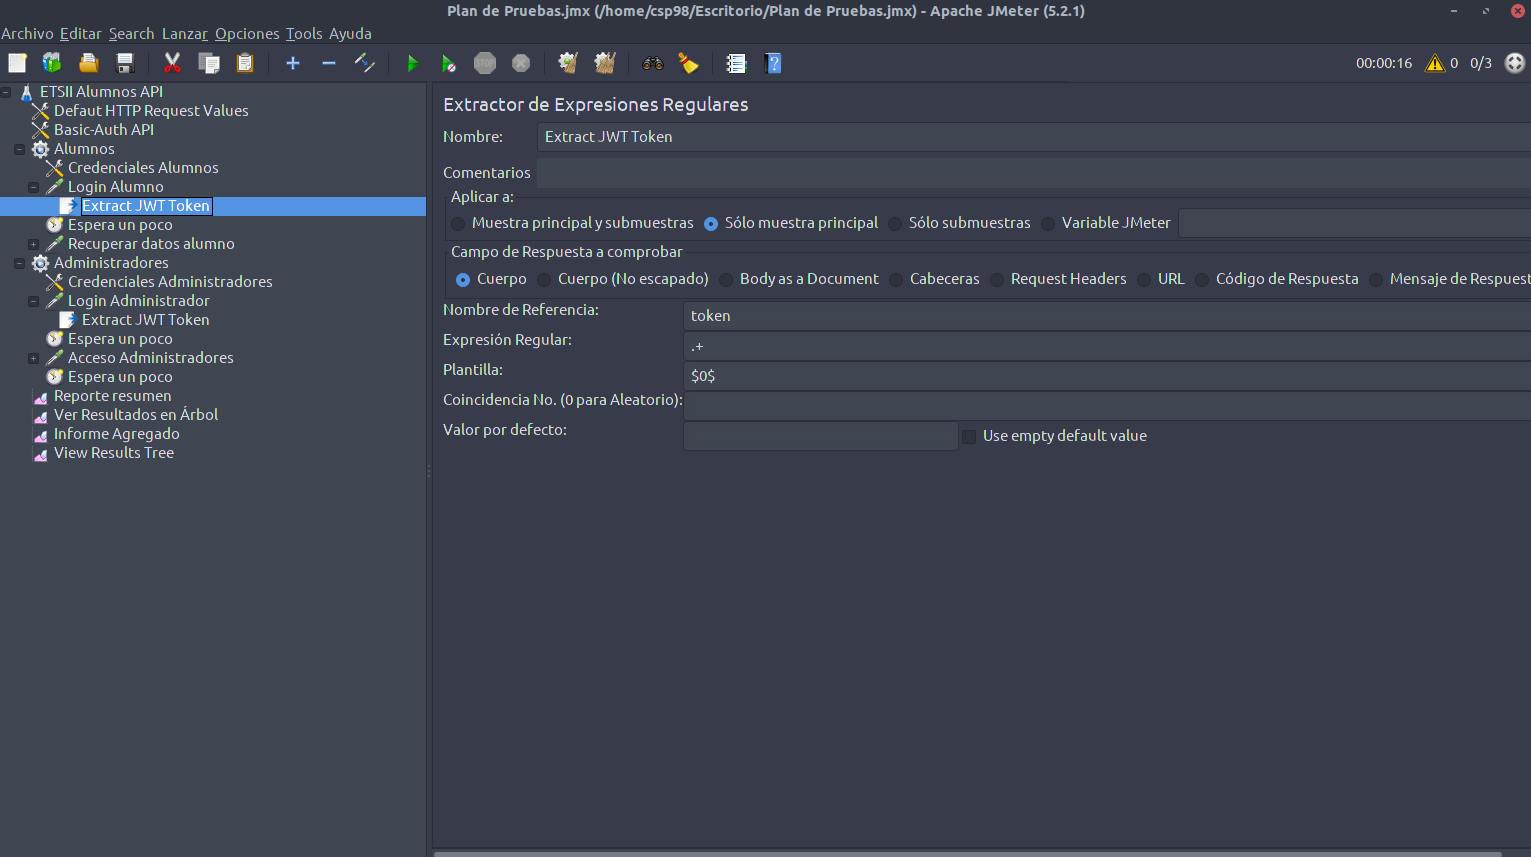 Plan de Pruebas.jmx (/home/csp98/Escritorio/Plan de Pruebas.jmx) - Apache JMeter (5.2.1)
Archivo Editar Search Lanzar Opciones Tools Ayuda
STOP
00:00:16 0 0/3
ETSII Alumnos API
Defaut HTTP Request Values
Basic-Auth API
Alumnos
Credenciales Alumnos
Login Alumno
Extract JWT Token
Espera un poco
Recuperar datos alumno
Administradores
Credenciales Administradores
Login Administrador
Extract JWT Token
Espera un poco
Acceso Administradores
Espera un poco
Reporte resumen
Ver Resultados en Árbol
Informe Agregado
View Results Tree
Extractor de Expresiones Regulares
Nombre: Extract JWT Token
Comentarios
Aplicar a:
Muestra principal y submuestras Sólo muestra principal Sólo submuestras Variable JMeter
Campo de Respuesta a comprobar
Cuerpo Cuerpo (No escapado) Body as a Document Cabeceras Request Headers URL Código de Respuesta Mensaje de Respuest
Nombre de Referencia: token
Expresión Regular: .+
Plantilla: $0$
Coincidencia No. (0 para Aleatorio):
Valor por defecto: Use empty default value